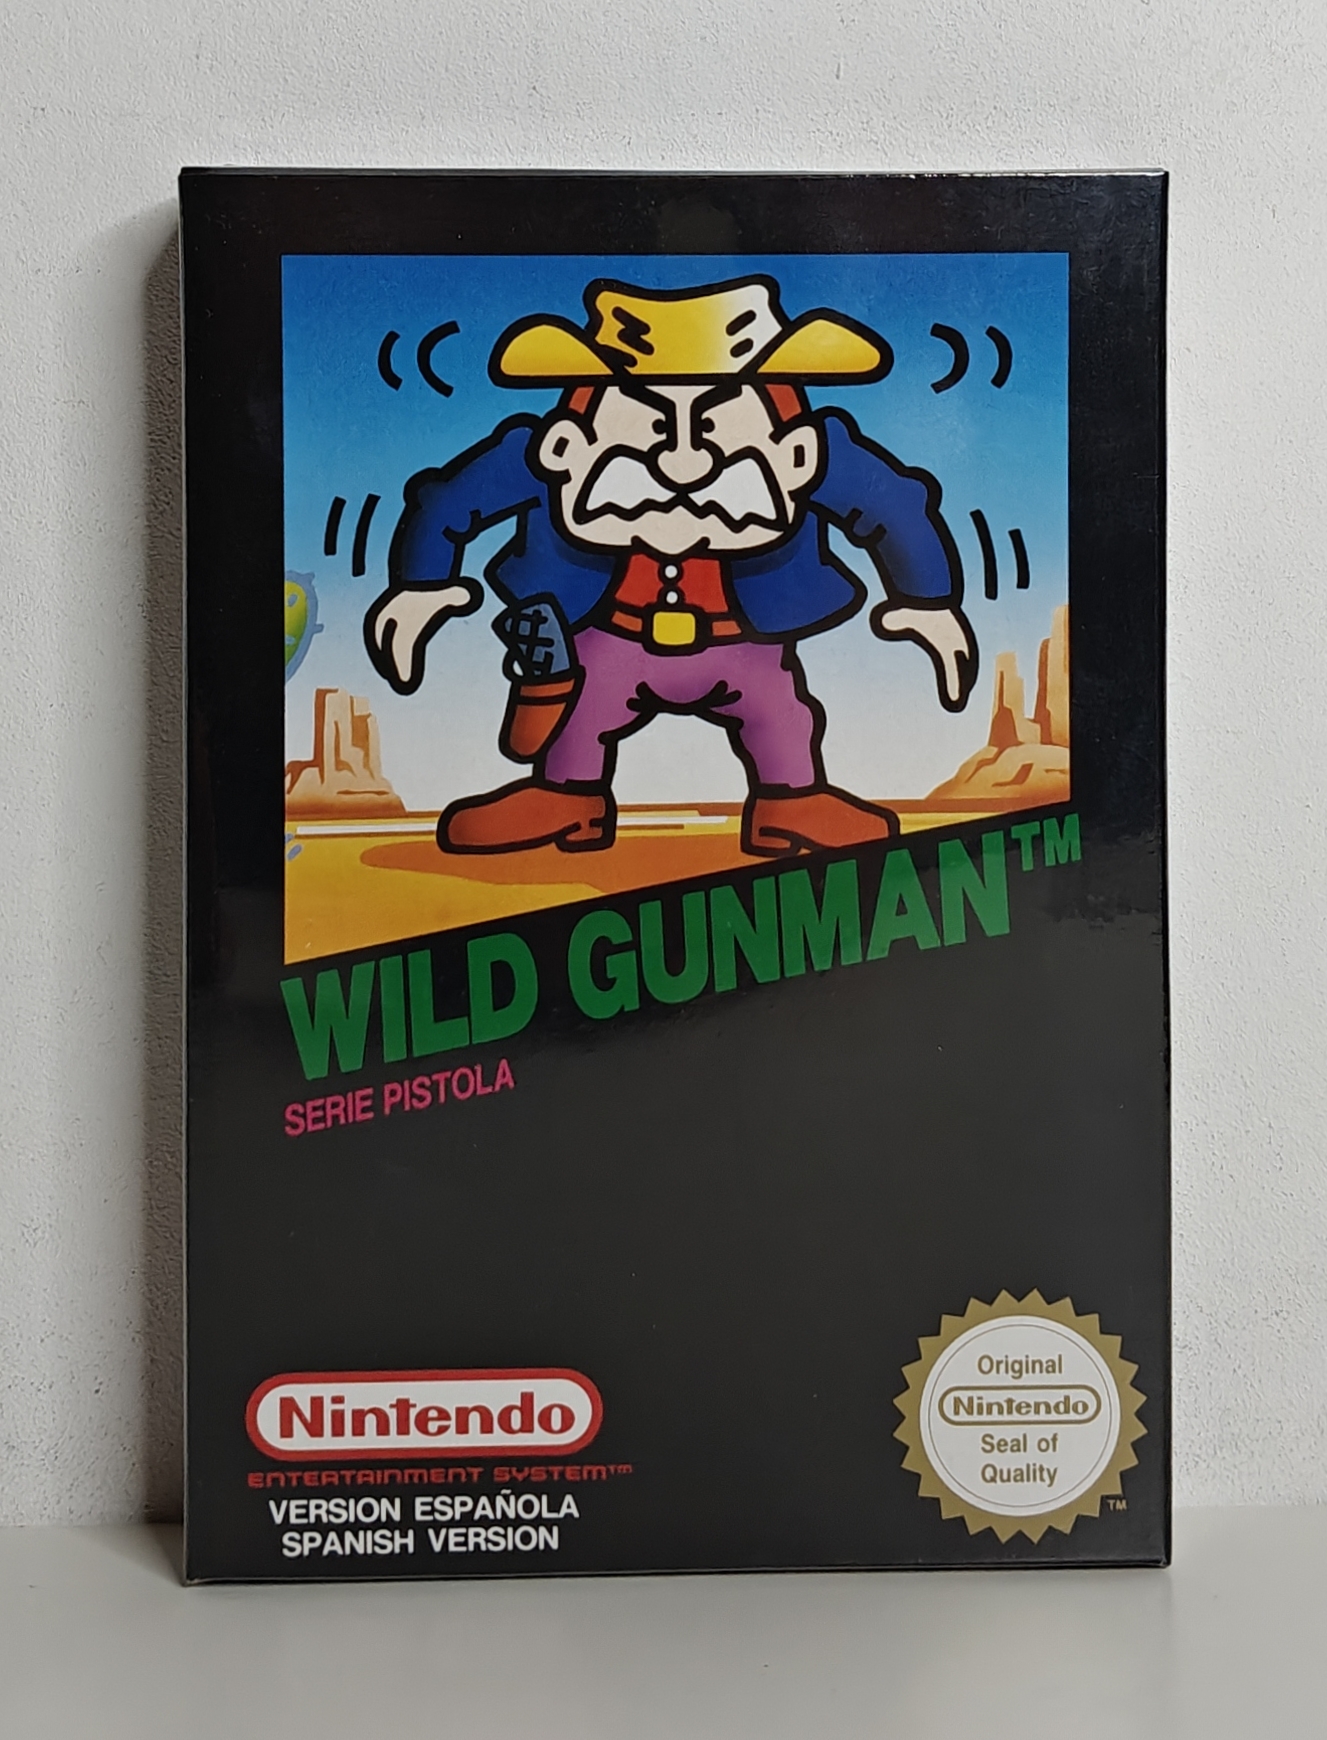 WILD GUNMAN™
SERIE PISTOLA
Nintendo
ENTERTAINMENT SYSTEM™
VERSION ESPAÑOLA
SPANISH VERSION
Original
Nintendo
Seal of
Quality
TM